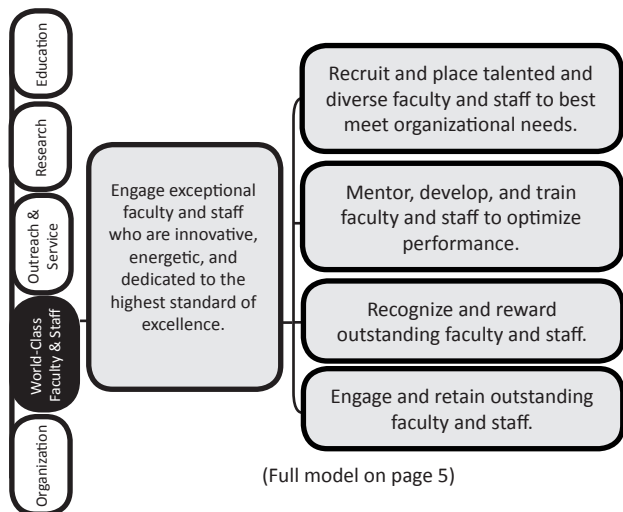 Education
Research
Outreach &
Service
World-Class
Faculty & Staff
Organization
Engage exceptional
faculty and staff
who are innovative,
energetic, and
dedicated to the
highest standard of
excellence.
Recruit and place talented and
diverse faculty and staff to best
meet organizational needs.
Mentor, develop, and train
faculty and staff to optimize
performance.
Recognize and reward
outstanding faculty and staff.
Engage and retain outstanding
faculty and staff.
(Full model on page 5)